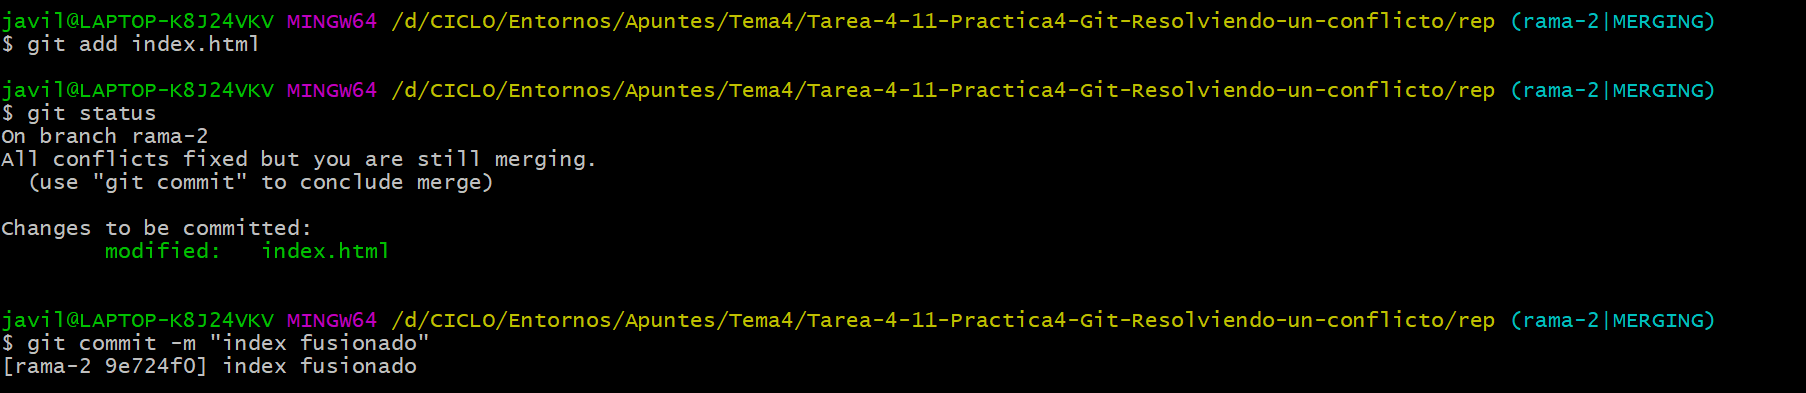 javil@LAPTOP-K8J24VKV MINGW64 /d/CICLO/Entornos/Apuntes/Tema4/Tarea-4-11-Practica4-Git-Resolviendo-un-conflicto/rep (rama-2|MERGING)
$ git add index.html
javil@LAPTOP-K8J24VKV MINGW64 /d/CICLO/Entornos/Apuntes/Tema4/Tarea-4-11-Practica4-Git-Resolviendo-un-conflicto/rep (rama-2|MERGING)
$ git status
On branch rama-2
All conflicts fixed but you are still merging.
  (use "git commit" to conclude merge)
Changes to be committed:
        modified:   index.html
javil@LAPTOP-K8J24VKV MINGW64 /d/CICLO/Entornos/Apuntes/Tema4/Tarea-4-11-Practica4-Git-Resolviendo-un-conflicto/rep (rama-2|MERGING)
$ git commit -m "index fusionado"
[rama-2 9e724f0] index fusionado